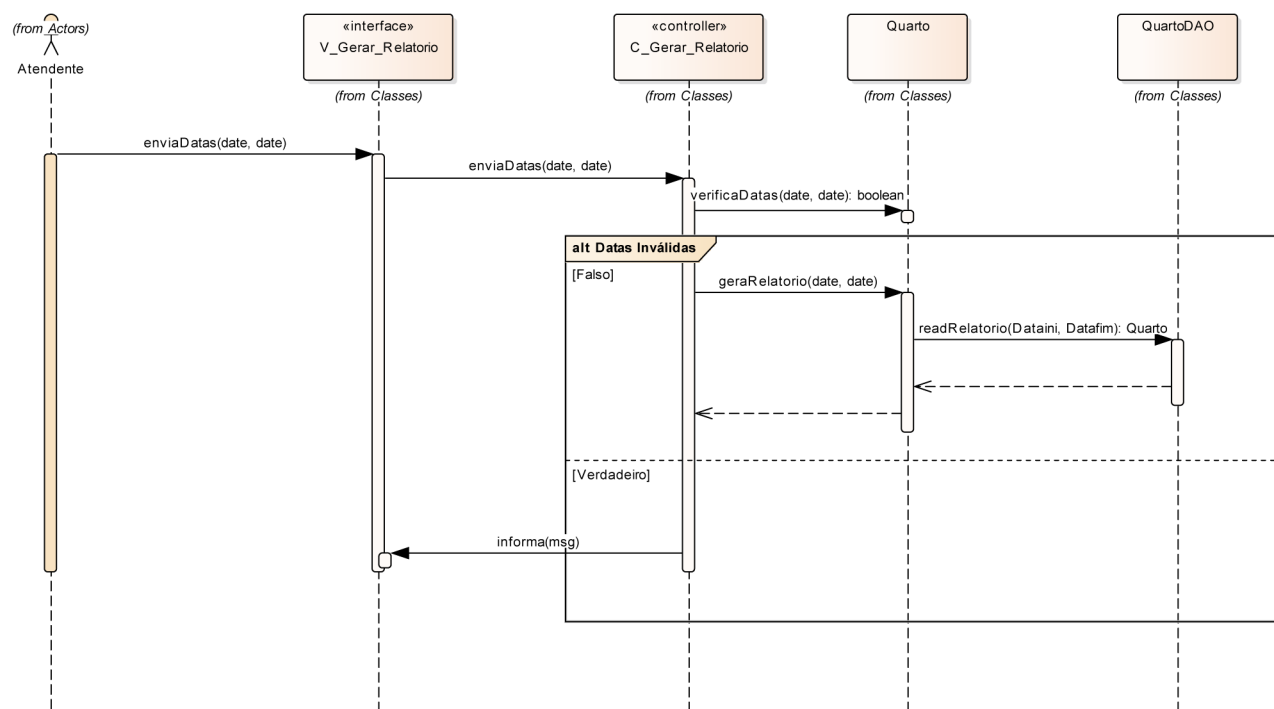 (from Actors)
Atendente
«interface»
V_Gerar_Relatorio
(from Classes)
«controller»
C_Gerar_Relatorio
(from Classes)
Quarto
(from Classes)
QuartoDAO
(from Classes)
enviaDatas(date, date)
enviaDatas(date, date)
verificaDatas(date, date): boolean
alt Datas Inválidas
[Falso]
geraRelatorio(date, date)
readRelatorio(Dataini, Datafim): Quarto
[Verdadeiro]
informa(msg)